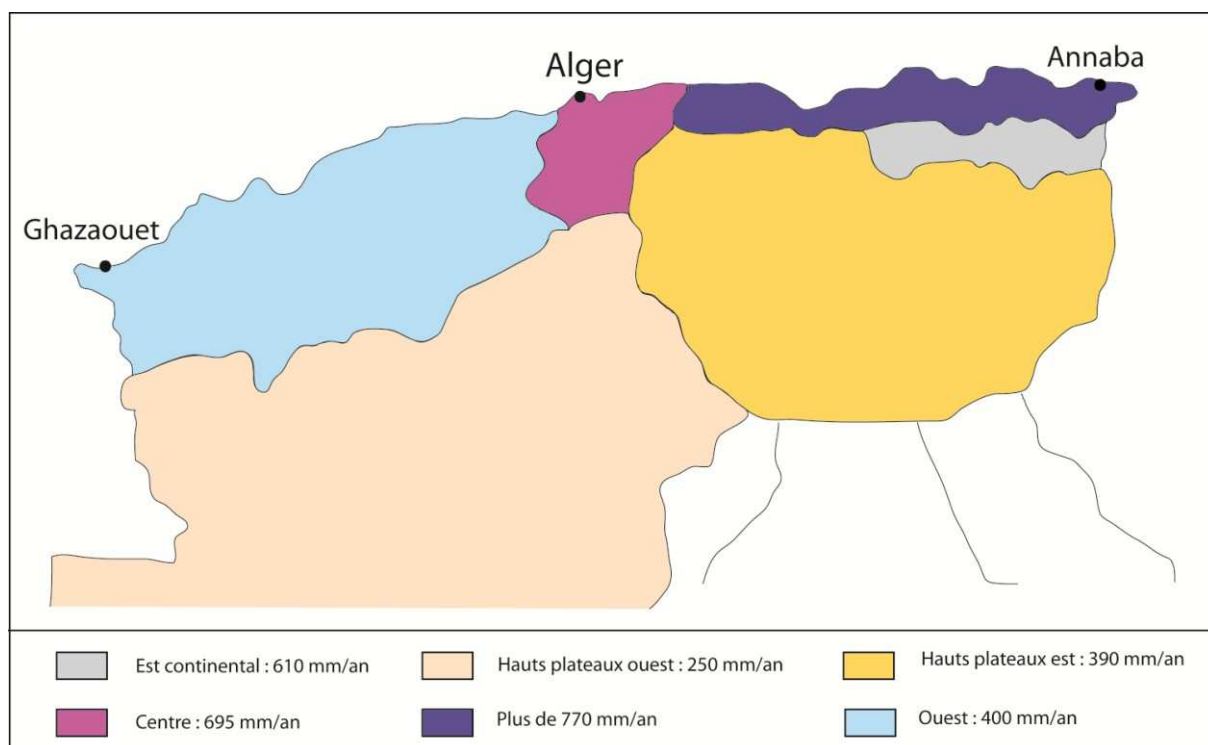 Annaba
Alger
Ghazaouet
Est continental : 610 mm/an
Hauts plateaux ouest : 250 mm/an
Hauts plateaux est : 390 mm/an
Centre : 695 mm/an
Plus de 770 mm/an
Ouest : 400 mm/an